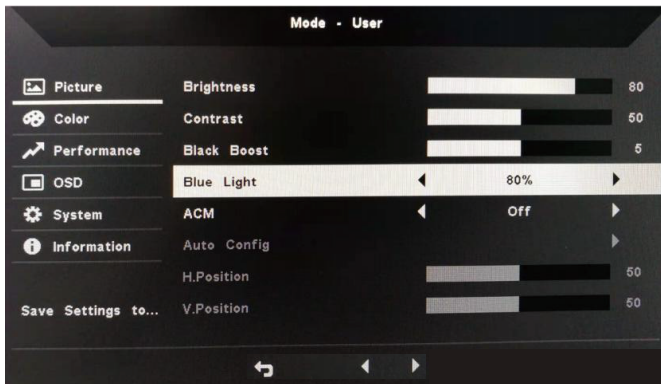 Mode - User
Picture
Brightness 80
Color
Contrast 50
Performance
Black Boost 5
OSD
Blue Light 80%
System
ACM Off
Information
Auto Config
H.Position 50
Save Settings to...
V.Position 50